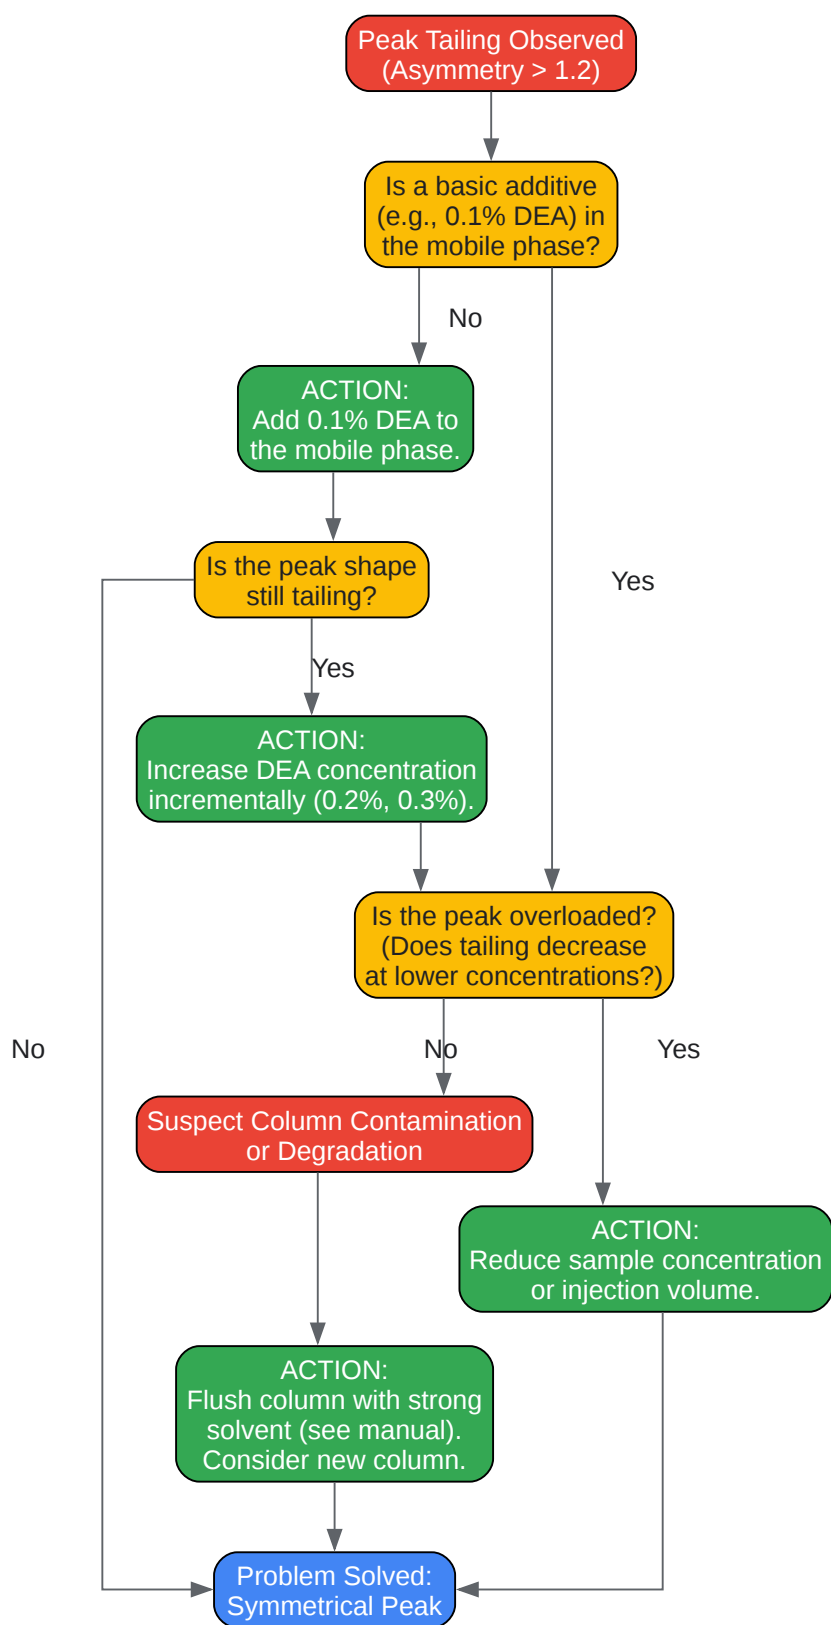 Peak Tailing Observed
(Asymmetry > 1.2)
Is a basic additive
(e.g., 0.1% DEA) in
the mobile phase?
No
ACTION:
Add 0.1% DEA to
the mobile phase.
Is the peak shape
still tailing?
Yes
Yes
ACTION:
Increase DEA concentration
incrementally (0.2%, 0.3%).
Is the peak overloaded?
(Does tailing decrease
at lower concentrations?)
No
No
Yes
Suspect Column Contamination
or Degradation
ACTION:
Reduce sample concentration
or injection volume.
ACTION:
Flush column with strong
solvent (see manual).
Consider new column.
Problem Solved:
Symmetrical Peak